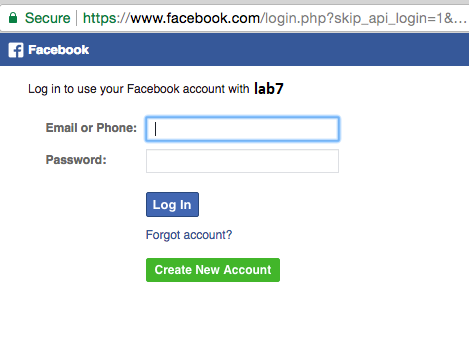 Secure | https://www.facebook.com/login.php?skip_api_login=1&...
Facebook
Log in to use your Facebook account with lab7
Email or Phone:
Password:
Log In
Forgot account?
Create New Account